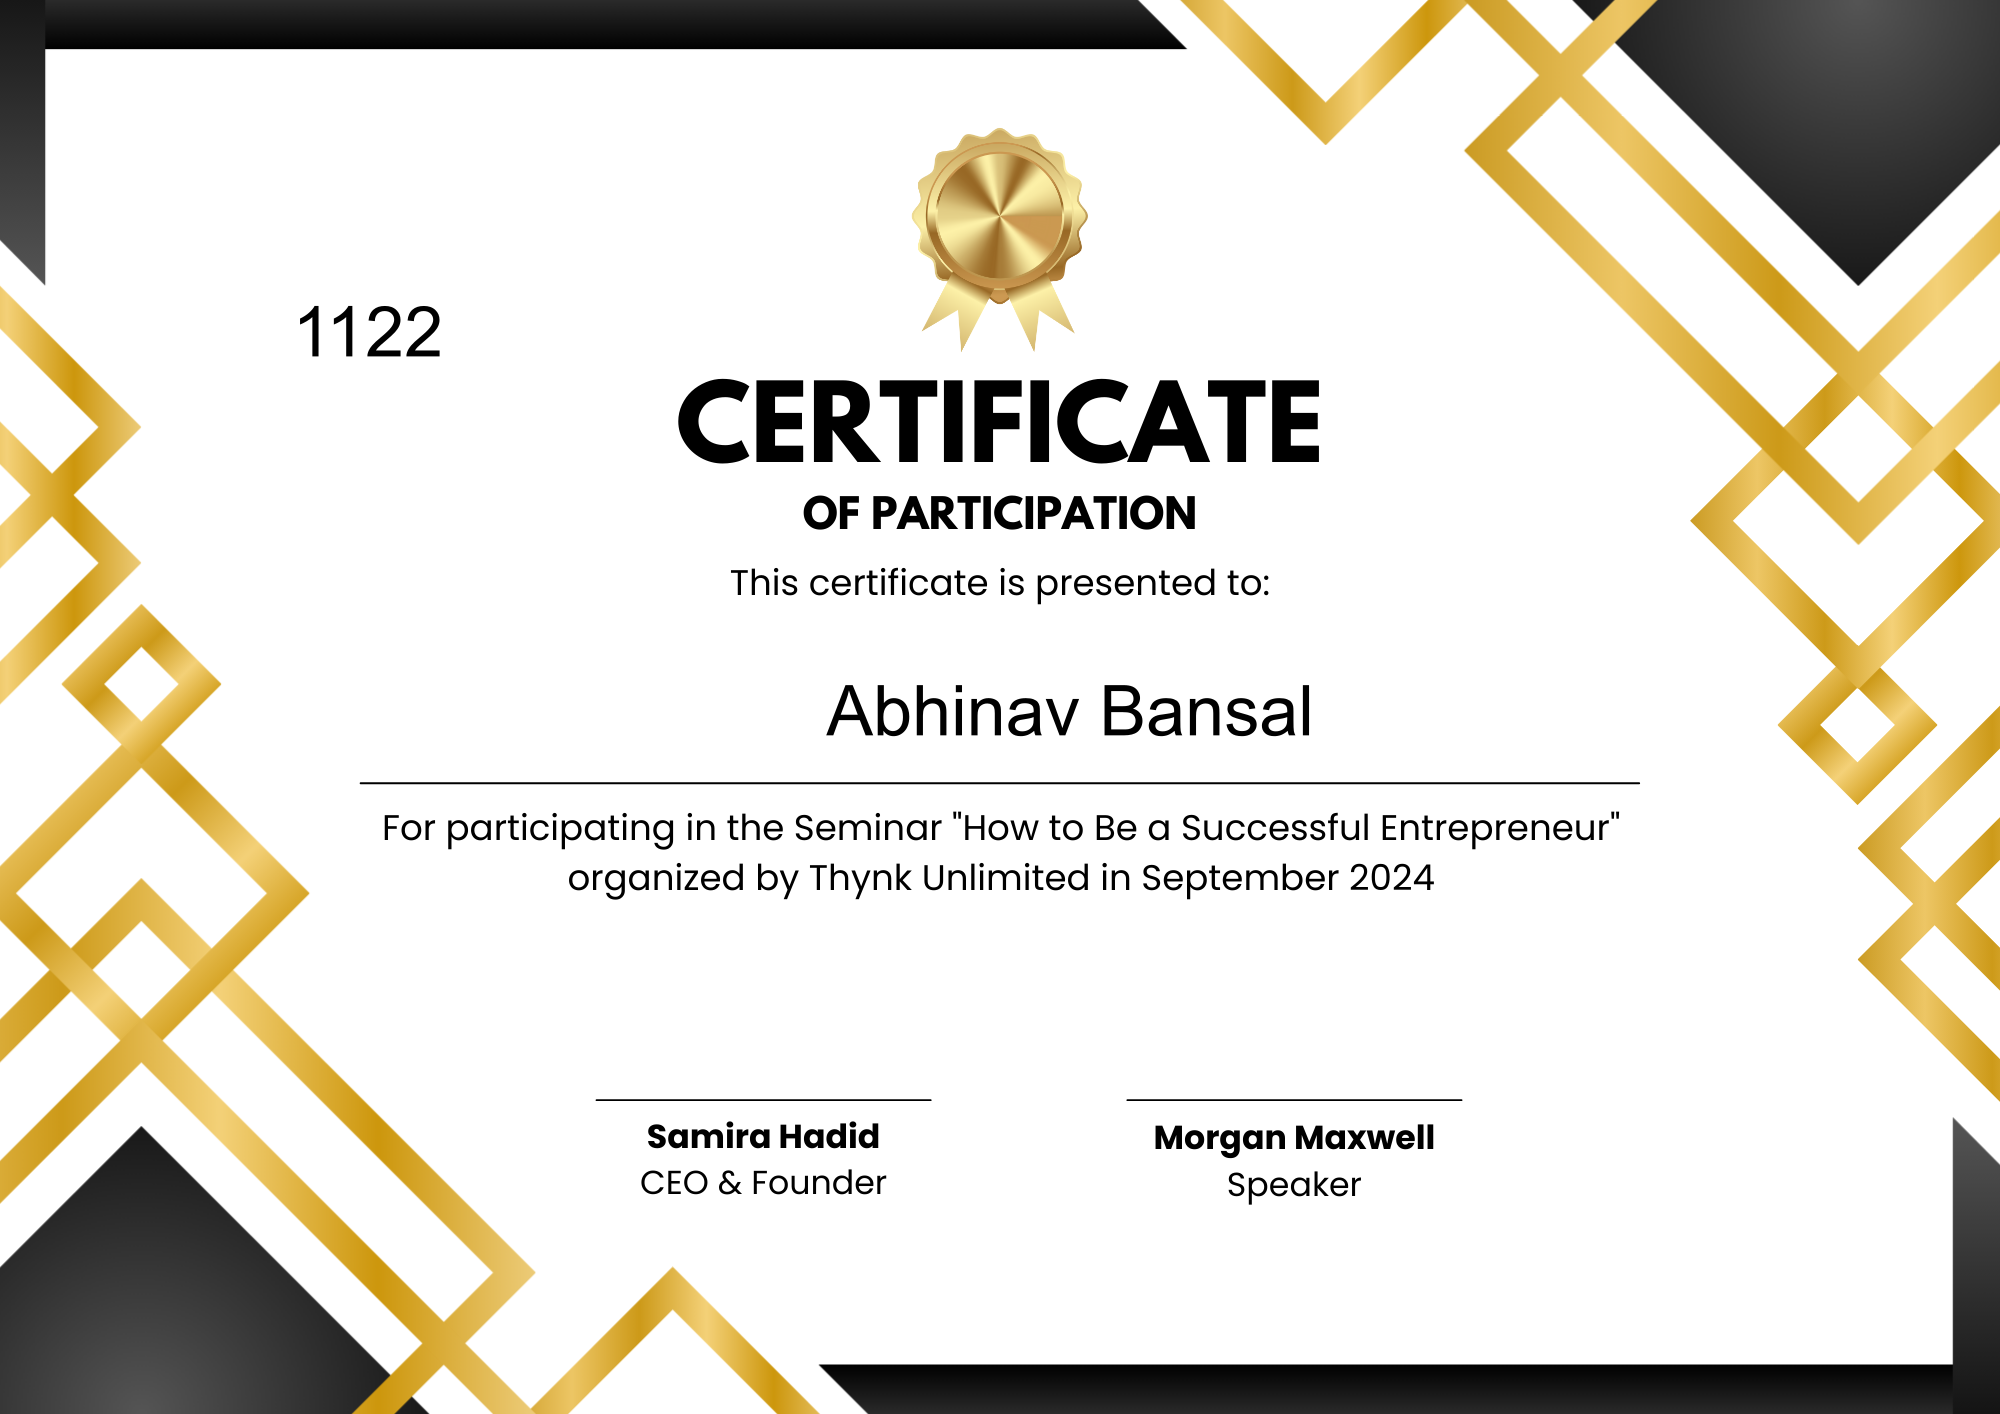 1122
CERTIFICATE
OF PARTICIPATION
This certificate is presented to:
Abhinav Bansal
For participating in the Seminar "How to Be a Successful Entrepreneur"
organized by Thynk Unlimited in September 2024
Samira Hadid
CEO & Founder
Morgan Maxwell
Speaker